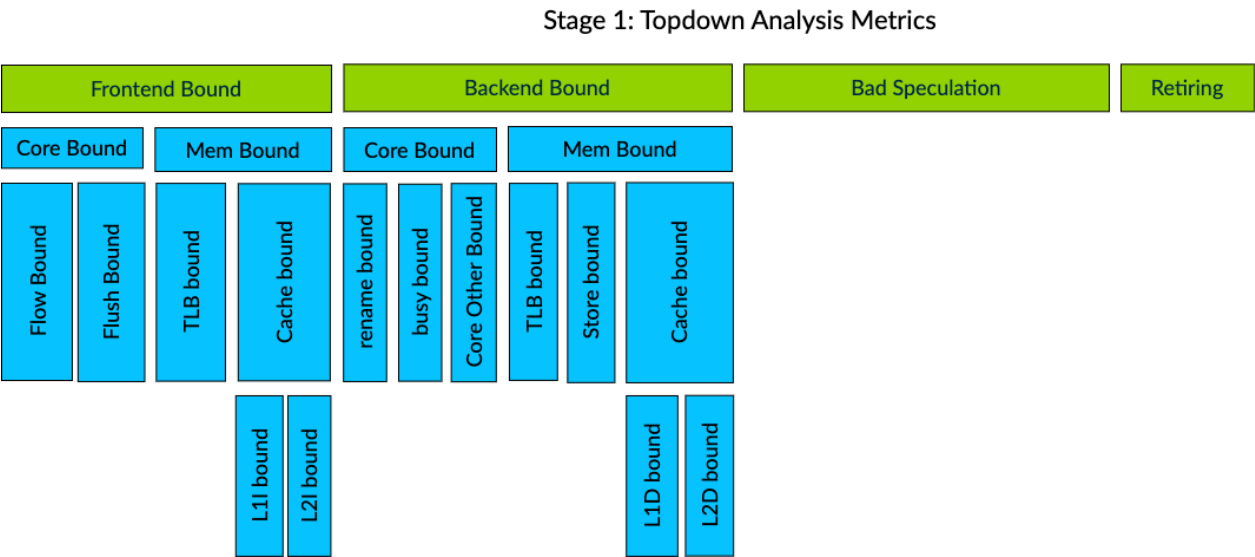 Stage 1: Topdown Analysis Metrics
Frontend Bound
Backend Bound
Bad Speculation
Retiring
Core Bound
Mem Bound
Core Bound
Mem Bound
Flow Bound
Flush Bound
TLB bound
Cache bound
rename bound
busy bound
Core Other Bound
TLB bound
Store bound
Cache bound
L1I bound
L2I bound
L1D bound
L2D bound